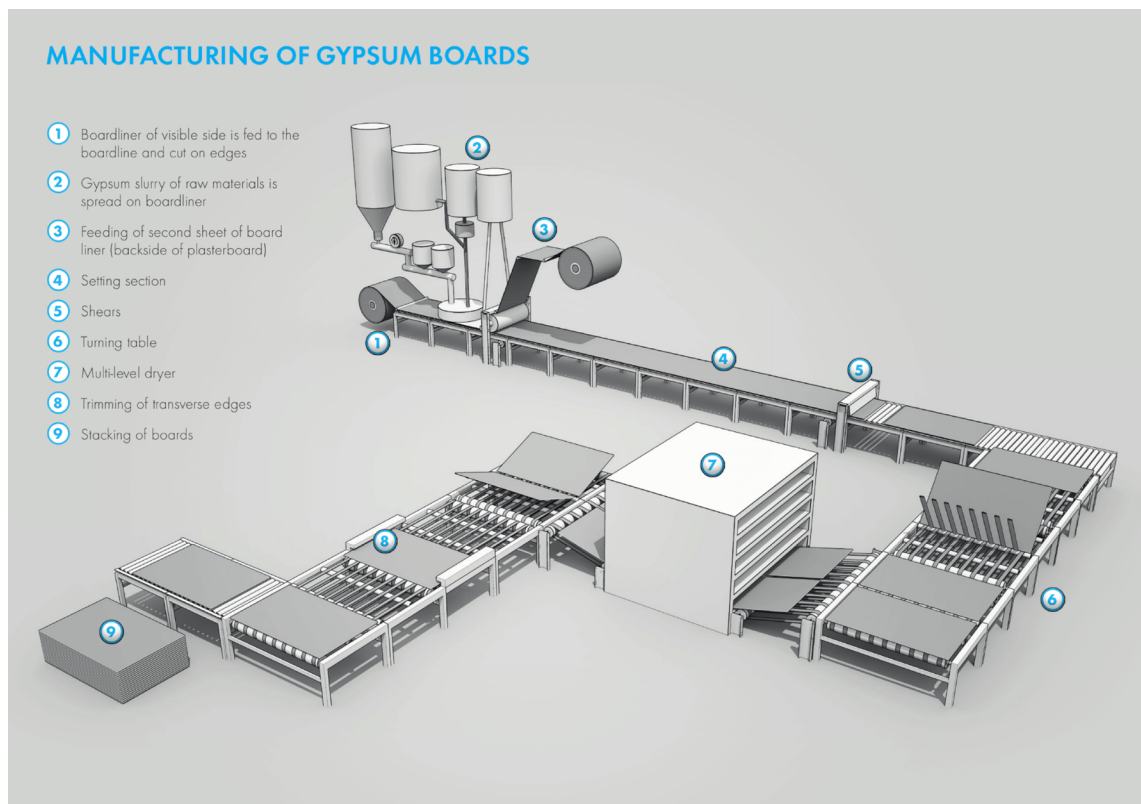 MANUFACTURING OF GYPSUM BOARDS
1 Boardliner of visible side is fed to the
boardline and cut on edges
2 Gypsum slurry of raw materials is
spread on boardliner
3 Feeding of second sheet of board
liner (backside of plasterboard)
4 Setting section
5 Shears
6 Turning table
7 Multi-level dryer
8 Trimming of transverse edges
9 Stacking of boards
2
3
1
4
5
7
8
6
9